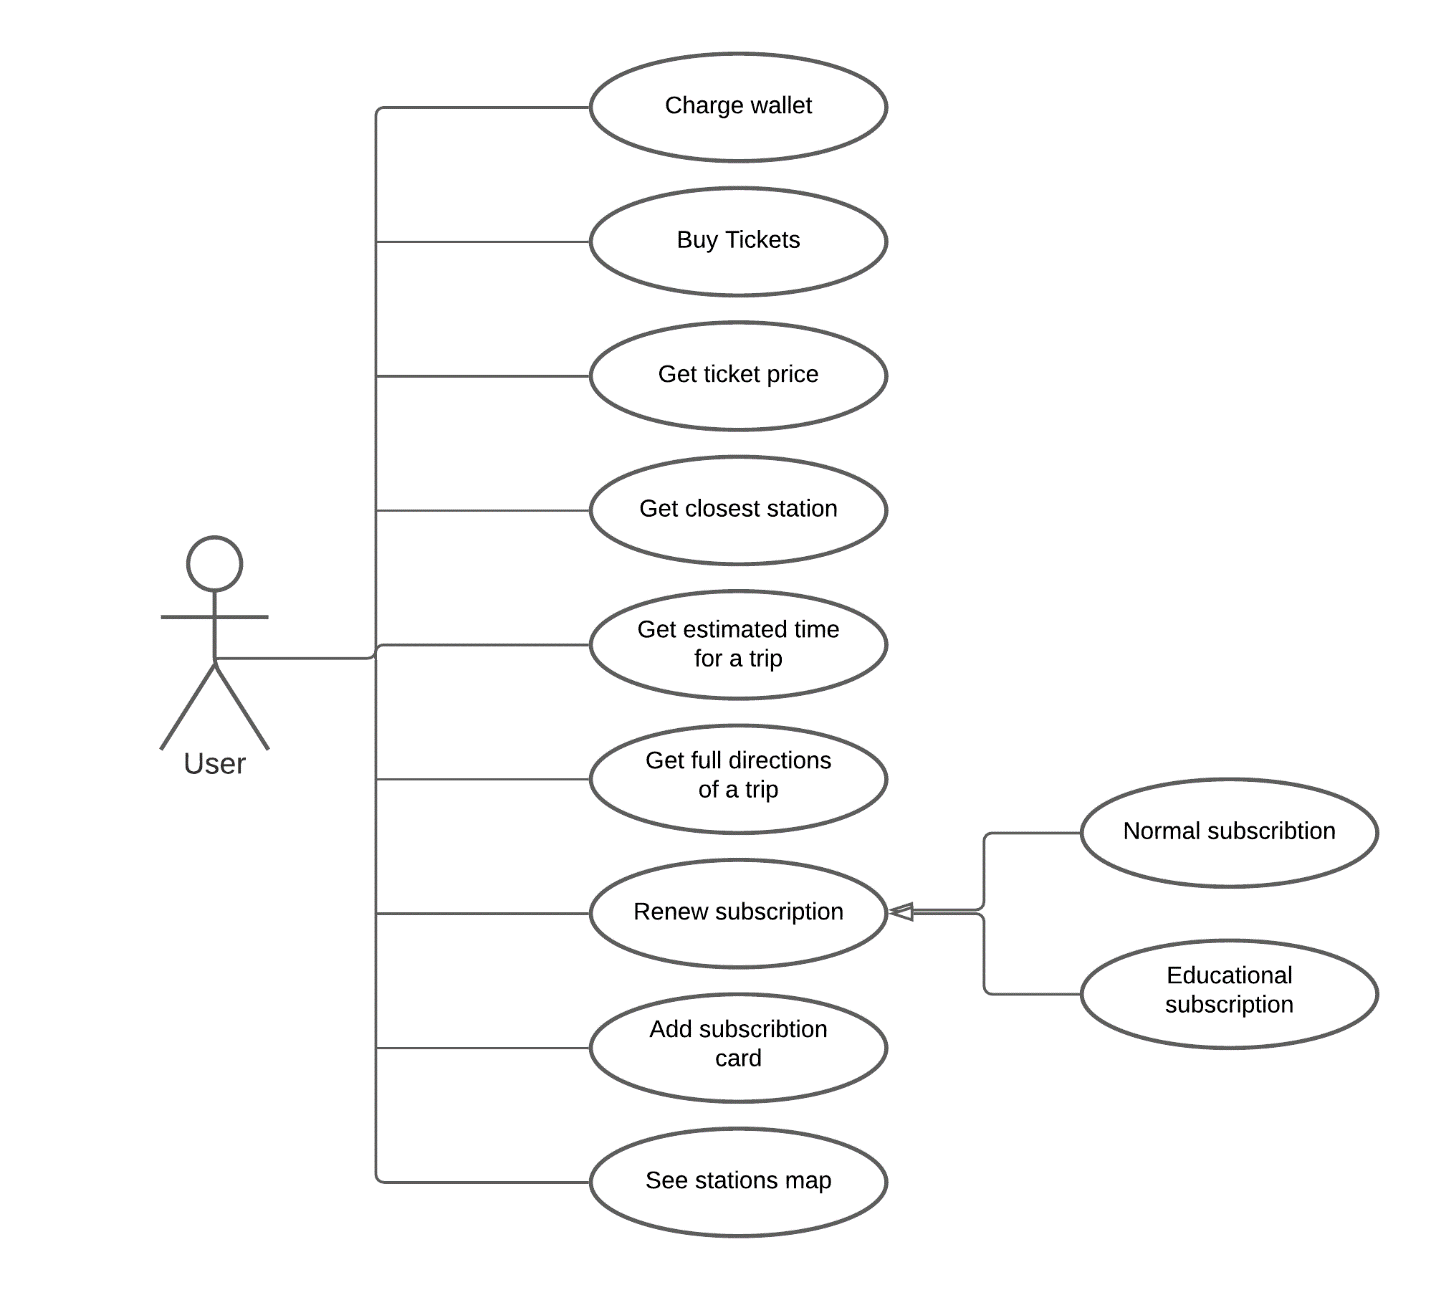 Charge wallet
Buy Tickets
Get ticket price
Get closest station
Get estimated time
for a trip
User
Get full directions
of a trip
Normal subscribtion
Renew subscription
Educational
subscription
Add subscribtion
card
See stations map